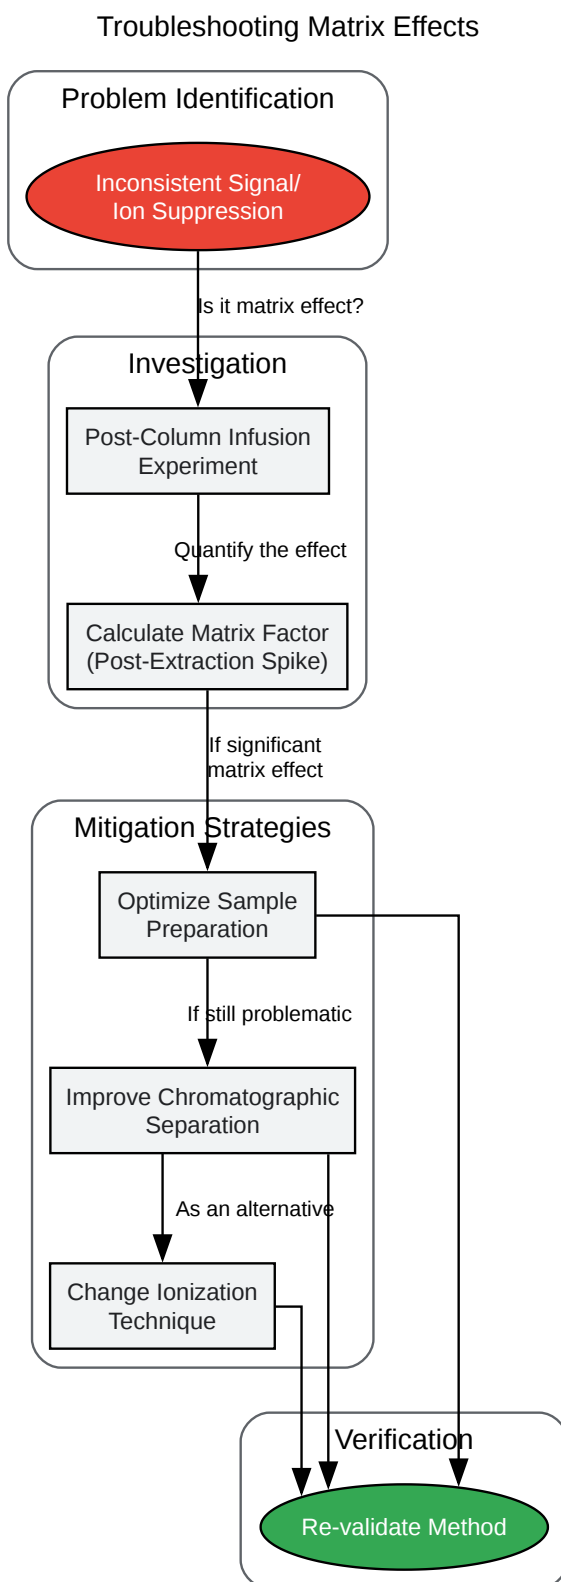 Troubleshooting Matrix Effects
Problem Identification
Inconsistent Signal/
Ion Suppression
Is it matrix effect?
Investigation
Post-Column Infusion
Experiment
Quantify the effect
Calculate Matrix Factor
(Post-Extraction Spike)
If significant
matrix effect
Mitigation Strategies
Optimize Sample
Preparation
If still problematic
Improve Chromatographic
Separation
As an alternative
Change Ionization
Technique
Verification
Re-validate Method